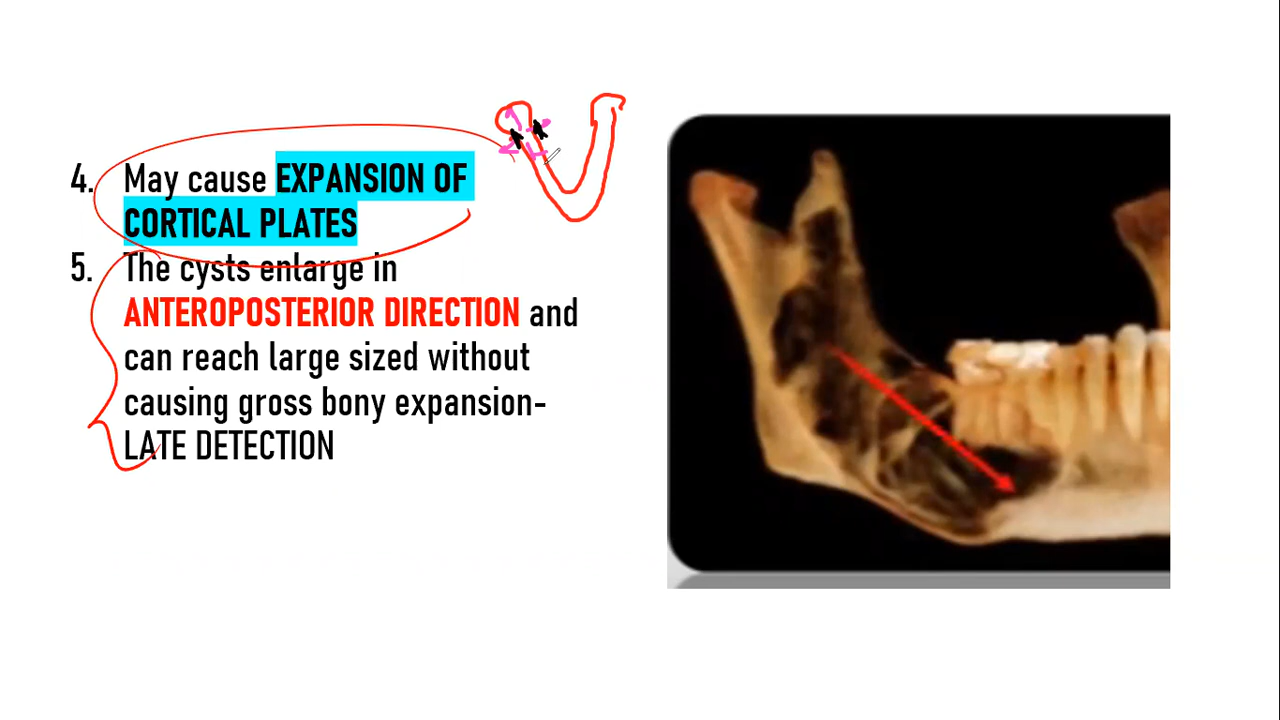 4. May cause EXPANSION OF
CORTICAL PLATES
5. The cysts enlarge in
ANTEROPOSTERIOR DIRECTION and
can reach large sized without
causing gross bony expansion-
LATE DETECTION